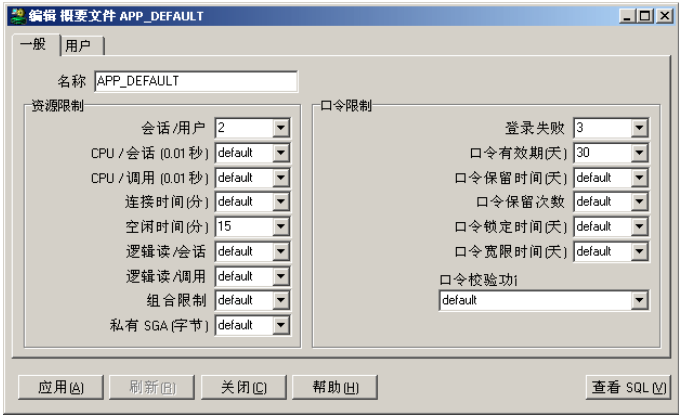 编辑 概要文件 APP_DEFAULT
一般 用户
名称 APP_DEFAULT
资源限制
会话/用户 2
CPU / 会话 (0.01 秒) default
CPU / 调用 (0.01 秒) default
连接时间(分) default
空闲时间(分) 15
逻辑读/会话 default
逻辑读/调用 default
组合限制 default
私有 SGA (字节) default
口令限制
登录失败 3
口令有效期(天) 30
口令保留时间(天) default
口令保留次数 default
口令锁定时间(天) default
口令宽限时间(天) default
口令校验功
default
应用(A) 刷新(R) 关闭(C) 帮助(H) 查看 SQL (V)